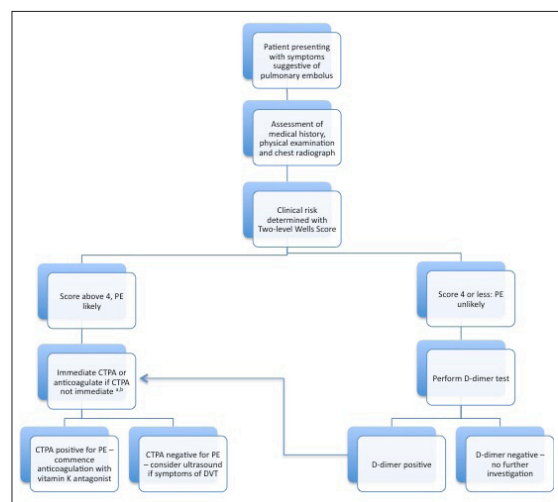 Patient presenting
with symptoms
suggestive of
pulmonary embolus
Assessment of
medical history,
physical examination
and chest radiograph
Clinical risk
determined with
Two-level Wells Score
Score above 4, PE
likely
Score 4 or less: PE
unlikely
Immediate CTPA or
anticoagulate if CTPA
not immediate a,b
Perform D-dimer test
CTPA positive for PE –
commence
anticoagulation with
vitamin K antagonist
CTPA negative for PE
– consider ultrasound
if symptoms of DVT
D-dimer positive
D-dimer negative –
no further
investigation